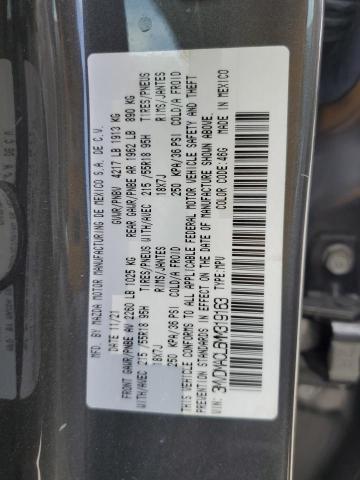 MFD BY MAZDA MOTOR MANUFACTURING DE MEXICO S.A. DE C.V.
DATE 11/21 GVWR/PNBV 4217 LB 1913 KG
FRONT GAWR/PNBE AV 2260 LB 1025 KG REAR GAWR/PNBE AR 1962 LB 890 KG
WITH/AVEC 215/55R18 95H TIRES/PNEUS WITH/AVEC 215/55R18 95H TIRES/PNEUS
18X7J RIMS/JANTES 18X7J RIMS/JANTES
250 KPA/36 PSI COLD/A FROID 250 KPA/36 PSI COLD/A FROID
THIS VEHICLE CONFORMS TO ALL APPLICABLE FEDERAL MOTOR VEHICLE SAFETY AND THEFT
PREVENTION STANDARDS IN EFFECT ON THE DATE OF MANUFACTURE SHOWN ABOVE.
TYPE:MPV COLOR CODE:46G MADE IN MEXICO
VIN: